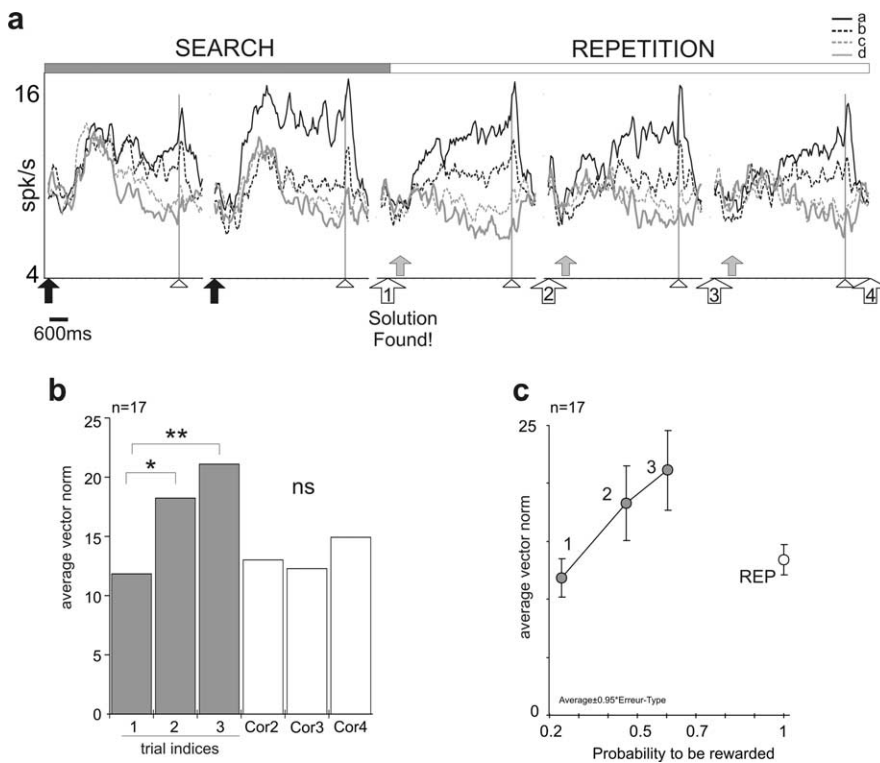 a
a
b
c
d
SEARCH REPETITION
16
spk/s
4
1 2 3 4
600ms
Solution
Found!
b
n=17
25
20
15
10
5
0
average vector norm
* ** ns
1 2 3 Cor2 Cor3 Cor4
trial indices
c
n=17
25
average vector norm
0
1
2
3
REP
Average±0.95*Erreur-Type
0.2 0.5 0.7 1
Probability to be rewarded